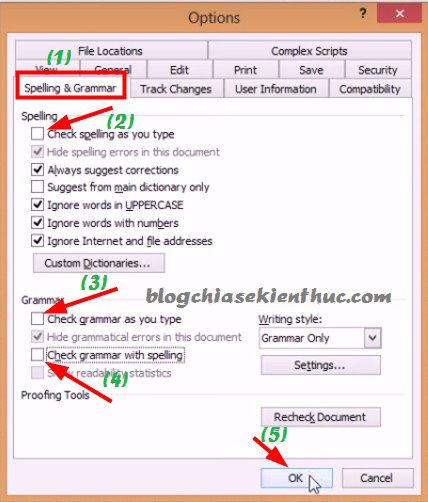 Options
?
(1)
File Locations Complex Scripts
View General Edit Print Save Security
Spelling & Grammar Track Changes User Information Compatibility
Spelling
(2)
Check spelling as you type
Hide spelling errors in this document
Always suggest corrections
Suggest from main dictionary only
Ignore words in UPPERCASE
Ignore words with numbers
Ignore Internet and file addresses
Custom Dictionaries...
(3)
blogchiasekienthuc.com
Grammar
Check grammar as you type Writing style:
Hide grammatical errors in this document Grammar Only
Check grammar with spelling
Settings...
Show readability statistics
(4)
Proofing Tools
Recheck Document
(5)
OK Cancel